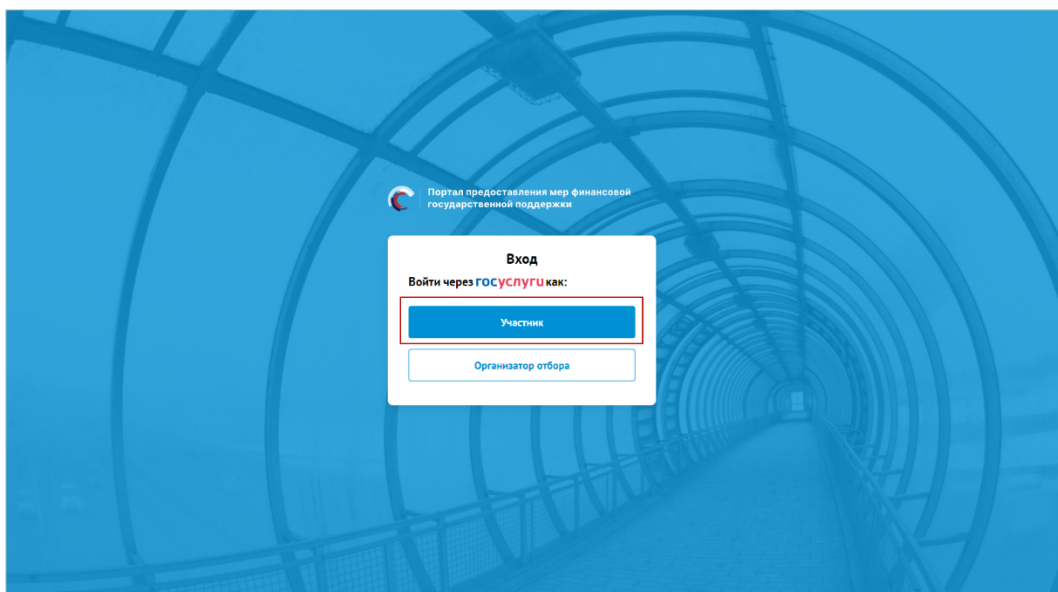 Портал предоставления мер финансовой
государственной поддержки
Вход
Войти через госуслуги как:
Участник
Организатор отбора